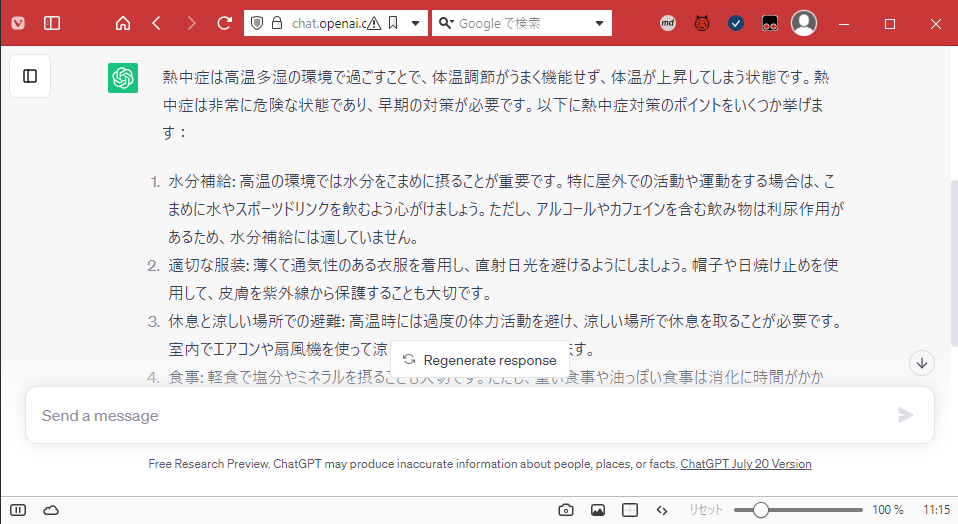 chat.openai.c
Google で検索
md
熱中症は高温多湿の環境で過ごすことで、体温調節がうまく機能せず、体温が上昇してしまう状態です。熱
中症は非常に危険な状態であり、早期の対策が必要です。以下に熱中症対策のポイントをいくつか挙げま
す：
1. 水分補給: 高温の環境では水分をこまめに摂ることが重要です。特に屋外での活動や運動をする場合は、こ
まめに水やスポーツドリンクを飲むよう心がけましょう。ただし、アルコールやカフェインを含む飲み物は利尿作用が
あるため、水分補給には適していません。
2. 適切な服装: 薄くて通気性のある衣服を着用し、直射日光を避けるようにしましょう。帽子や日焼け止めを使
用して、皮膚を紫外線から保護することも大切です。
3. 休息と涼しい場所での避難: 高温時には過度の体力活動を避け、涼しい場所で休息を取ることが必要です。
室内でエアコンや扇風機を使って涼
ます。
Regenerate response
4. 食事: 軽食で塩分やミネラルを摂ることも大切です。ただし、重い食事や油っぽい食事は消化に時間がかか
Send a message
Free Research Preview. ChatGPT may produce inaccurate information about people, places, or facts. ChatGPT July 20 Version
リセット
100 %
11:15